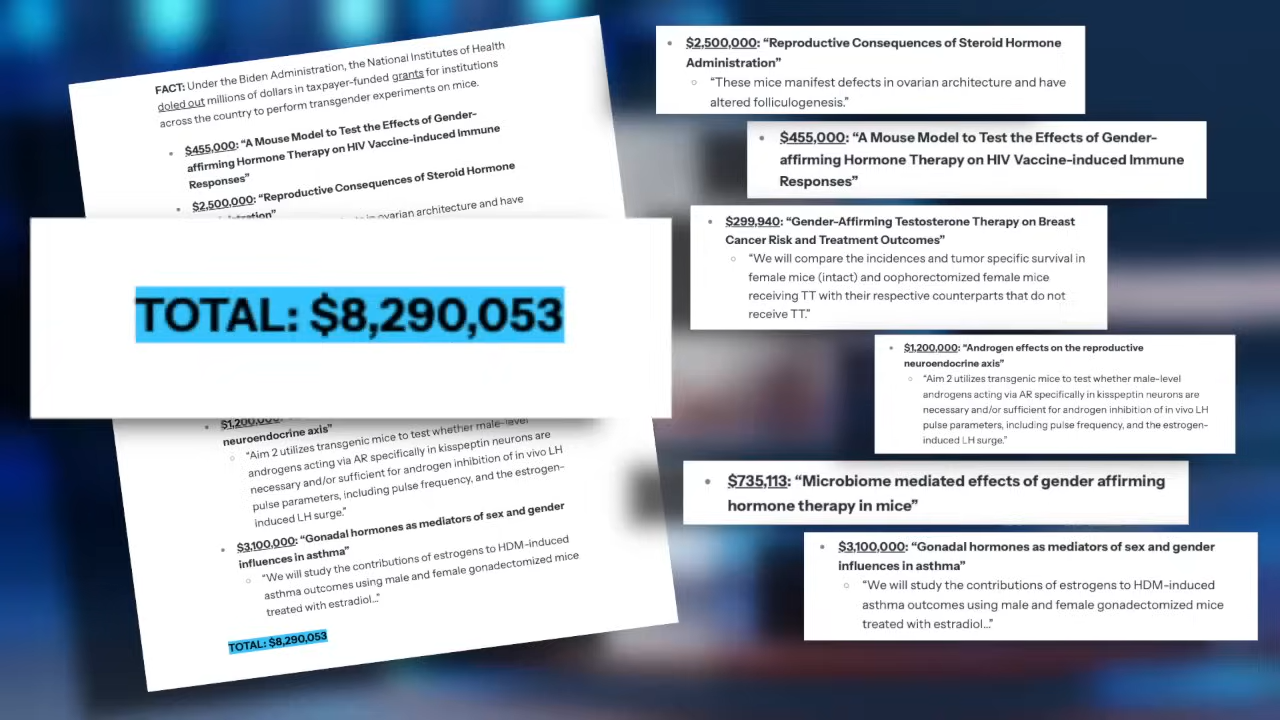 FACT: Under the Biden Administration, the National Institutes of Health
doled out millions of dollars in taxpayer-funded grants for institutions
across the country to perform transgender experiments on mice.
$455,000: “A Mouse Model to Test the Effects of Gender-
affirming Hormone Therapy on HIV Vaccine-induced Immune
Responses”
$2,500,000: “Reproductive Consequences of Steroid Hormone
in ovarian architecture and have
TOTAL: $8,290,053
$1,200,000:
neuroendocrine axis”
“Aim 2 utilizes transgenic mice to test whether male-level
androgens acting via AR specifically in kisspeptin neurons are
necessary and/or sufficient for androgen inhibition of in vivo LH
pulse parameters, including pulse frequency, and the estrogen-
induced LH surge.”
$3,100,000: “Gonadal hormones as mediators of sex and gender
influences in asthma”
“We will study the contributions of estrogens to HDM-induced
asthma outcomes using male and female gonadectomized mice
treated with estradiol…”
TOTAL: $8,290,053
$2,500,000: “Reproductive Consequences of Steroid Hormone
Administration”
“These mice manifest defects in ovarian architecture and have
altered folliculogenesis.”
$455,000: “A Mouse Model to Test the Effects of Gender-
affirming Hormone Therapy on HIV Vaccine-induced Immune
Responses”
$299,940: “Gender-Affirming Testosterone Therapy on Breast
Cancer Risk and Treatment Outcomes”
“We will compare the incidences and tumor specific survival in
female mice (intact) and oophorectomized female mice
receiving TT with their respective counterparts that do not
receive TT.”
$1,200,000: “Androgen effects on the reproductive
neuroendocrine axis”
“Aim 2 utilizes transgenic mice to test whether male-level
androgens acting via AR specifically in kisspeptin neurons are
necessary and/or sufficient for androgen inhibition of in vivo LH
pulse parameters, including pulse frequency, and the estrogen-
induced LH surge.”
$735,113: “Microbiome mediated effects of gender affirming
hormone therapy in mice”
$3,100,000: “Gonadal hormones as mediators of sex and gender
influences in asthma”
“We will study the contributions of estrogens to HDM-induced
asthma outcomes using male and female gonadectomized mice
treated with estradiol…”